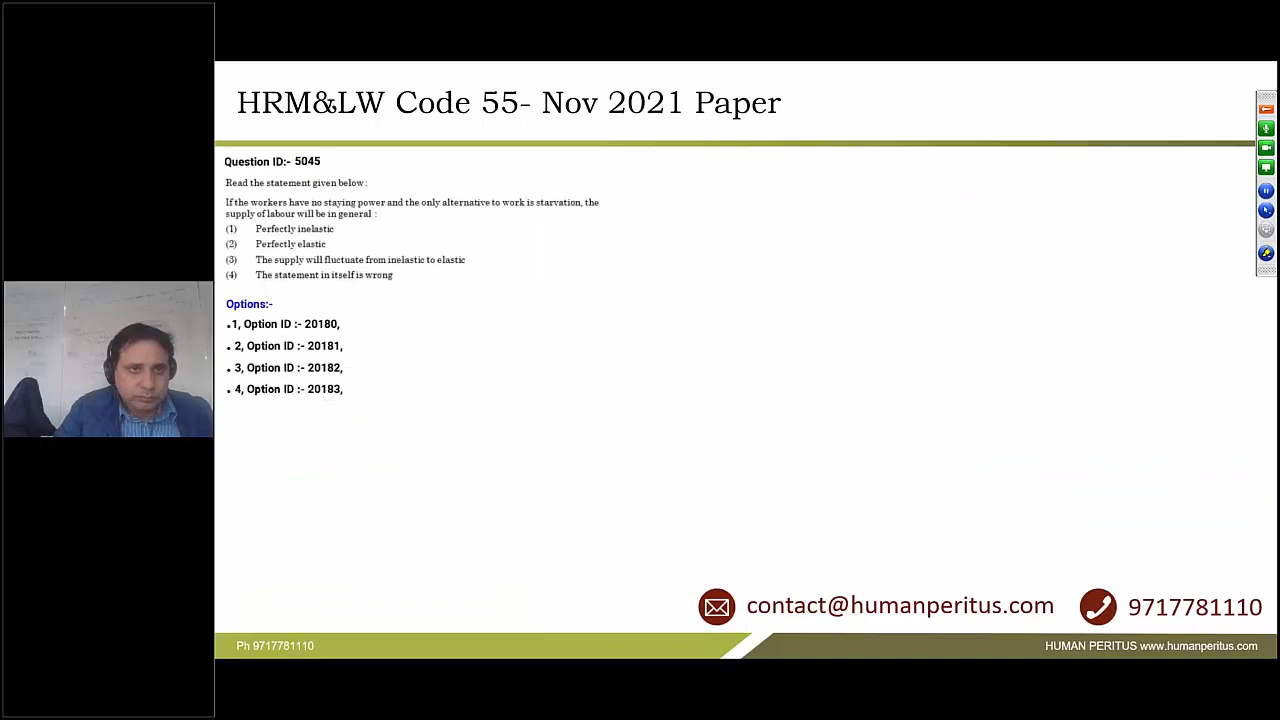 HRM&LW Code 55- Nov 2021 Paper
Question ID:- 5045
Read the statement given below :
If the workers have no staying power and the only alternative to work is starvation, the
supply of labour will be in general :
(1) Perfectly inelastic
(2) Perfectly elastic
(3) The supply will fluctuate from inelastic to elastic
(4) The statement in itself is wrong
Options:-
.1, Option ID :- 20180,
. 2, Option ID :- 20181,
. 3, Option ID :- 20182,
. 4, Option ID :- 20183,
contact@humanperitus.com 9717781110
Ph 9717781110 HUMAN PERITUS www.humanperitus.com